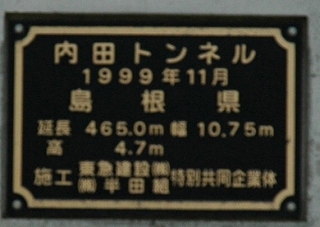 内田トンネル
1999年11月
島根県
延長 465.0m 幅 10.75m
高 4.7m
施工 東急建設㈱ 特別共同企業体
㈱半田組